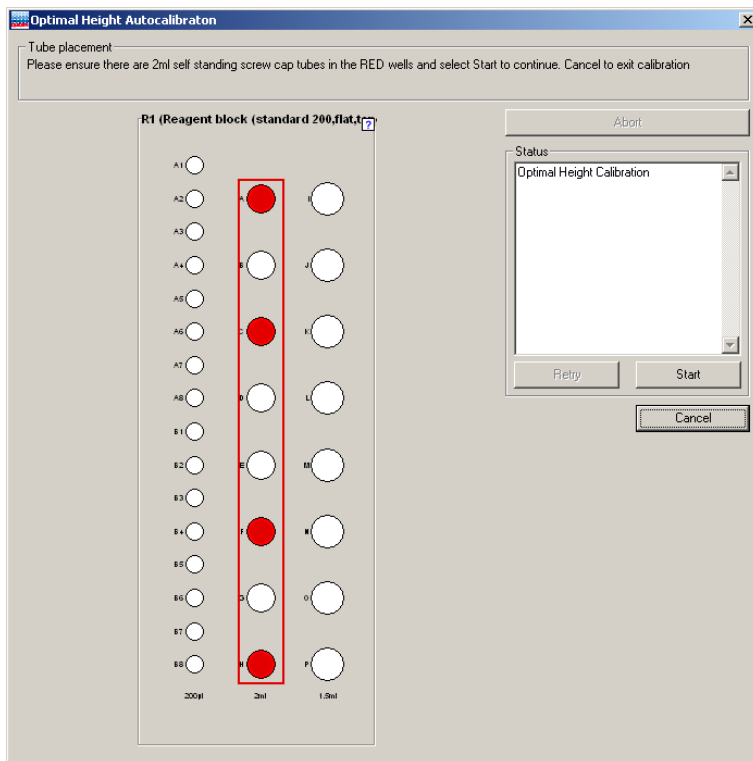 Optimal Height Autocalibraton
Tube placement
Please ensure there are 2ml self standing screw cap tubes in the RED wells and select Start to continue. Cancel to exit calibration
R1 (Reagent block (standard 200,flat,top
?
Abort
Status
Optimal Height Calibration
A1
A2 A I
A3
A4 B J
A5
A6 C K
A7
A8 D L
B1
B2 E M
B3
B4 F N
B5
B6 G O
B7
B8 H P
200µl 2ml 1.5ml
Retry Start
Cancel